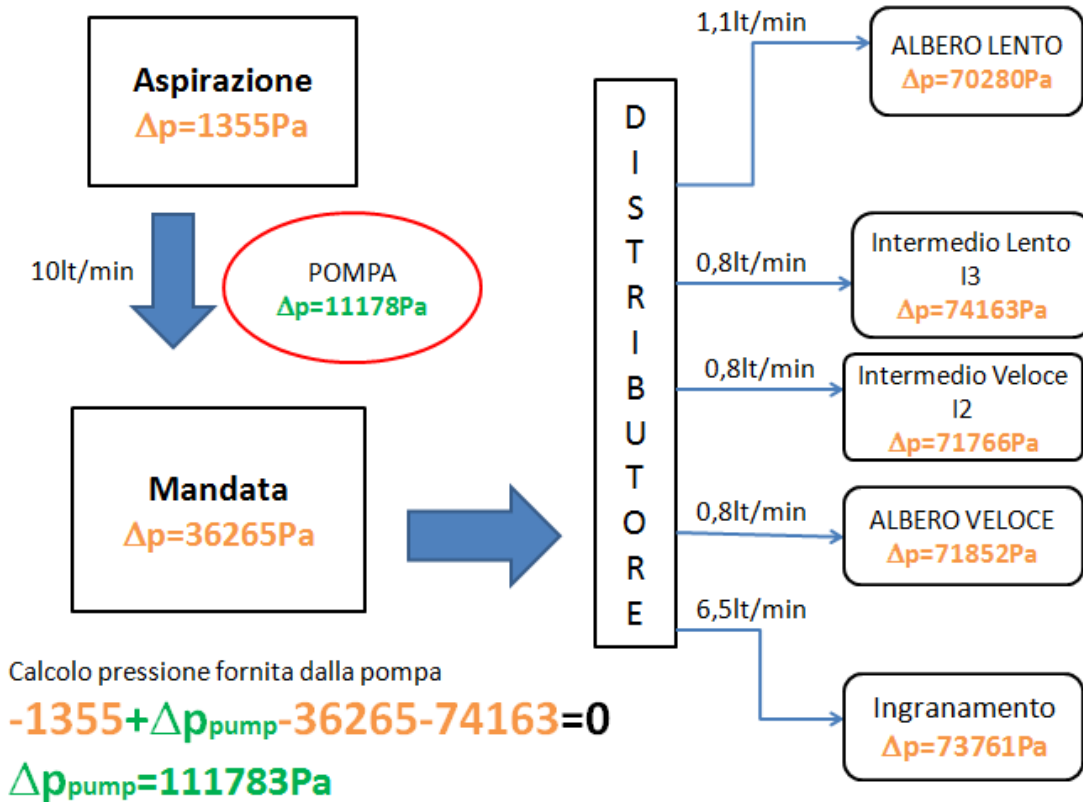 Aspirazione
Δp=1355Pa
10lt/min
POMPA
Δp=11178Pa
Mandata
Δp=36265Pa
DISTRIBUTORE
1,1lt/min
ALBERO LENTO
Δp=70280Pa
0,8lt/min
Intermedio Lento
I3
Δp=74163Pa
0,8lt/min
Intermedio Veloce
I2
Δp=71766Pa
0,8lt/min
ALBERO VELOCE
Δp=71852Pa
6,5lt/min
Ingranamento
Δp=73761Pa
Calcolo pressione fornita dalla pompa
-1355+Δppump-36265-74163=0
Δppump=111783Pa